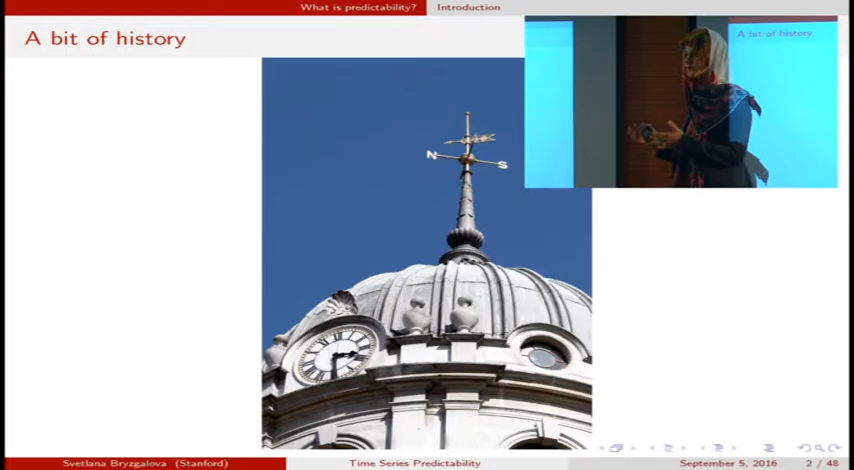 What is predictability? Introduction
A bit of history
A bit of history
N S
Svetlana Bryzgalova (Stanford) Time Series Predictability September 5, 2016 2 / 48